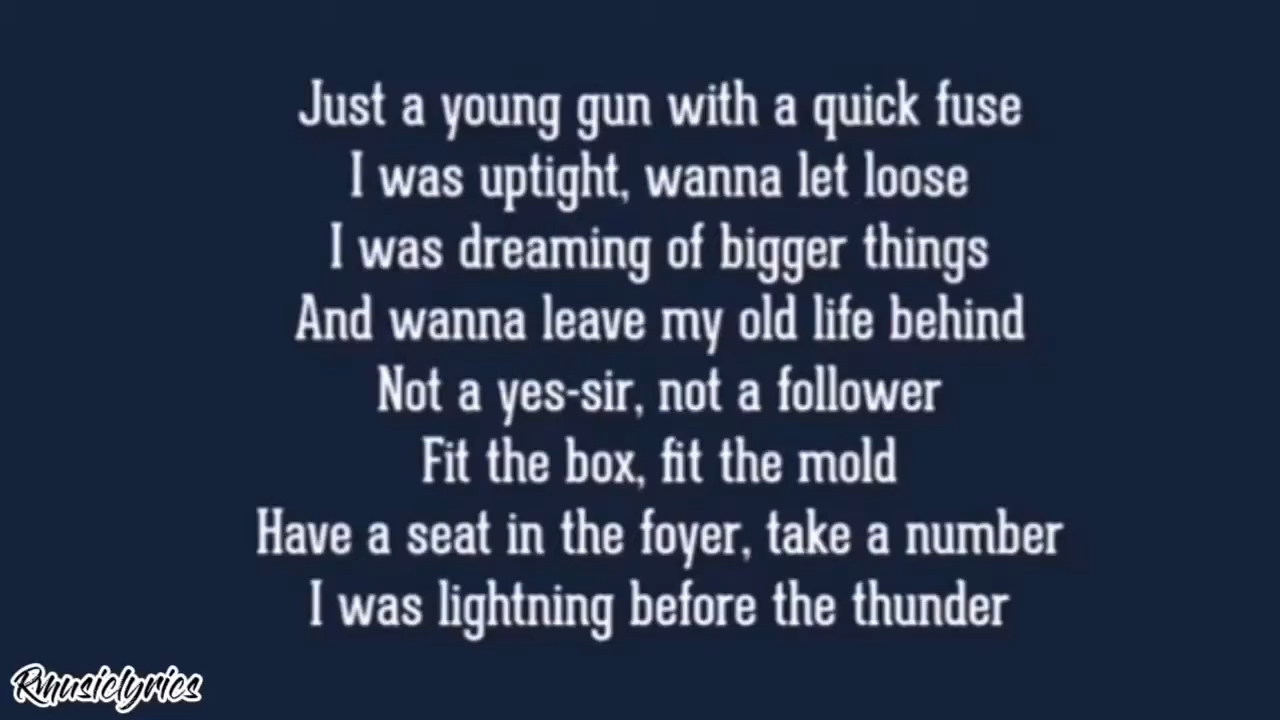 Just a young gun with a quick fuse
I was uptight, wanna let loose
I was dreaming of bigger things
And wanna leave my old life behind
Not a yes-sir, not a follower
Fit the box, fit the mold
Have a seat in the foyer, take a number
I was lightning before the thunder
Rmusiclyrics